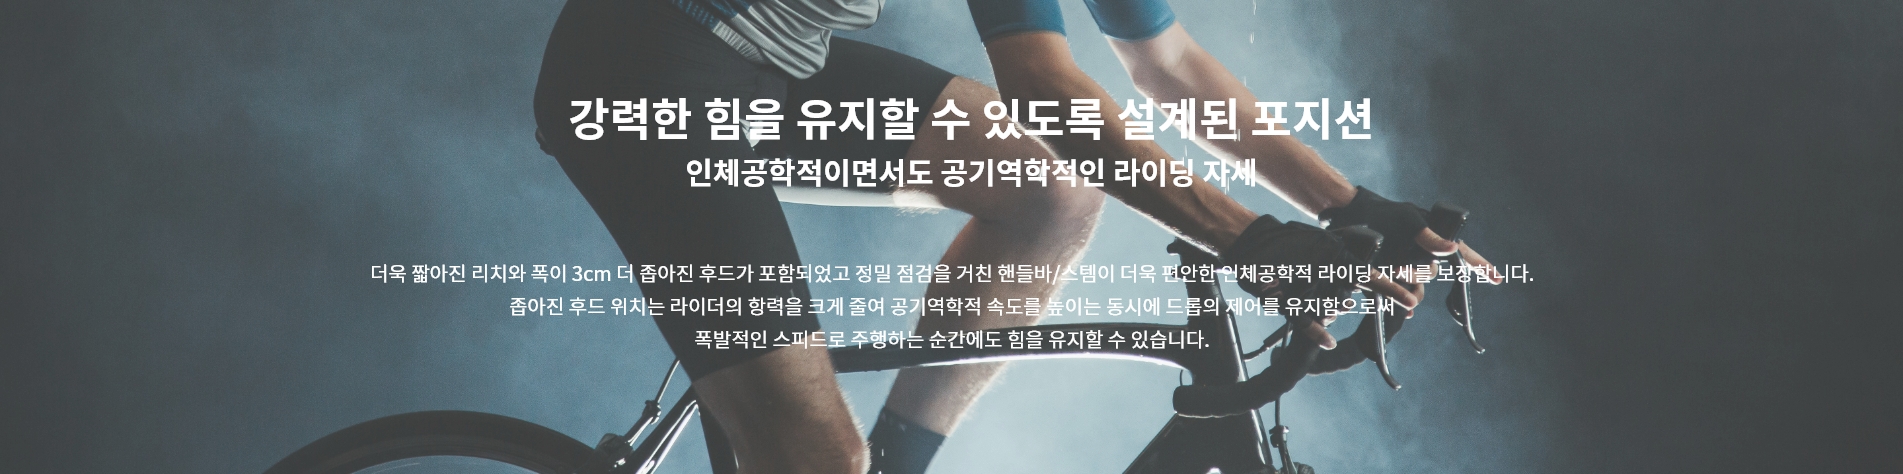 강력한 힘을 유지할 수 있도록 설계된 포지션
인체공학적이면서도 공기역학적인 라이딩 자세
더욱 짧아진 리치와 폭이 3cm 더 좁아진 후드가 포함되었고 정밀 점검을 거친 핸들바/스템이 더욱 편안한 인체공학적 라이딩 자세를 보장합니다.
좁아진 후드 위치는 라이더의 항력을 크게 줄여 공기역학적 속도를 높이는 동시에 드롭의 제어를 유지함으로써
폭발적인 스피드로 주행하는 순간에도 힘을 유지할 수 있습니다.